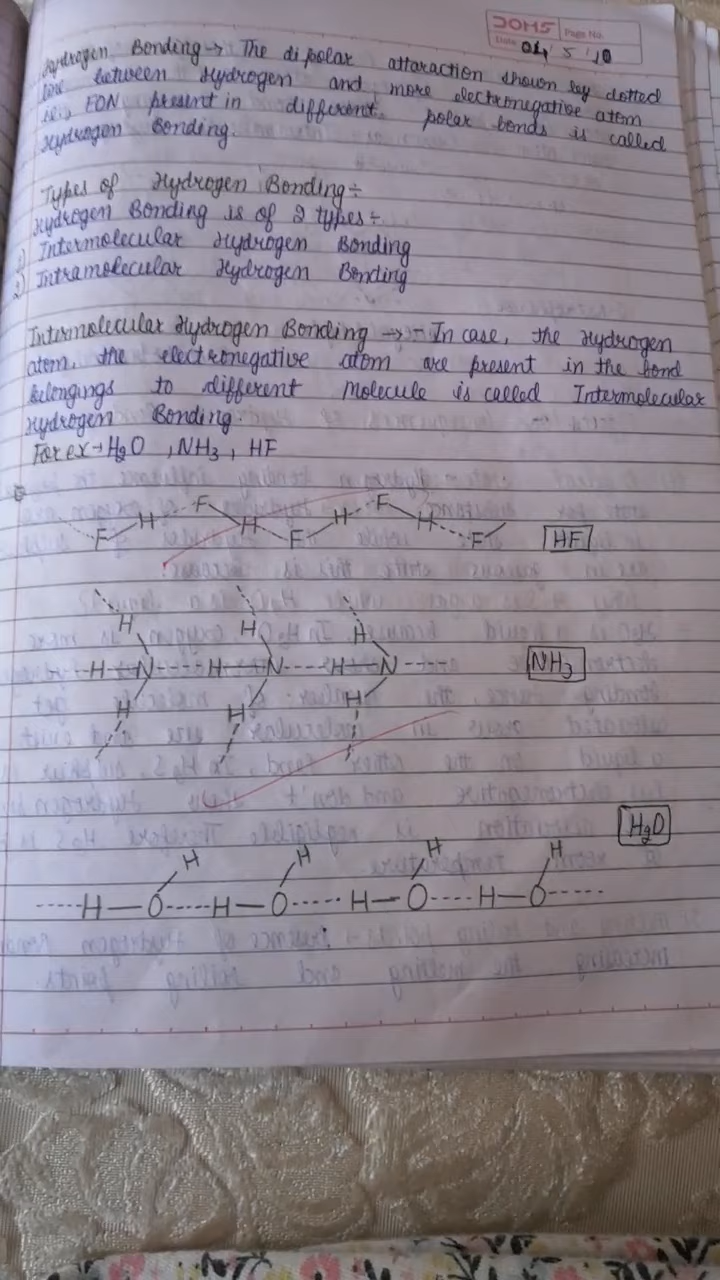 DOMS Page No.
Date 04 5 10
Hydrogen Bonding → The dipolar attaraction shown by dotted
line between Hydrogen and more electronegative atom
i.e., FON present in different polar bonds is called
Hydrogen Bonding.
Types of Hydrogen Bonding ÷
Hydrogen Bonding is of 2 types ÷
1) Intermolecular Hydrogen Bonding
2) Intramolecular Hydrogen Bonding
Intermolecular Hydrogen Bonding → - In case, the Hydrogen
atom, the electronegative atom are present in the bond
belongings to different Molecule is called Intermolecular
Hydrogen Bonding.
For ex → H2O , NH3 , HF
F F
H H H H
F F F HF
H H H
H N H N H N NH3
H H H
H2O
H H H H
H O H O H O H O